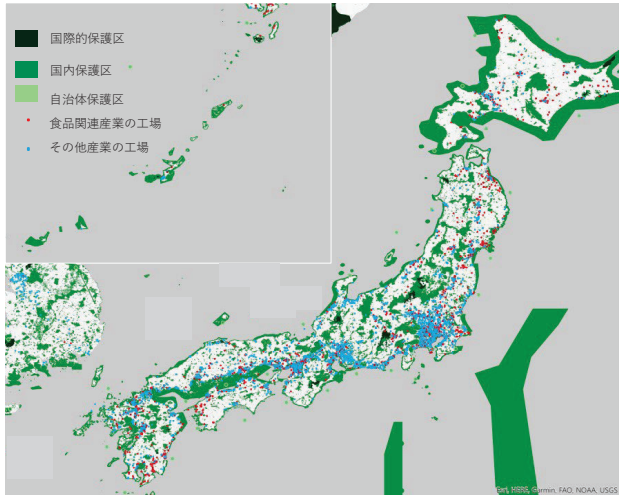 国際的保護区
国内保護区
自治体保護区
食品関連産業の工場
その他産業の工場
Esri, HERE, Garmin, FAO, NOAA, USGS